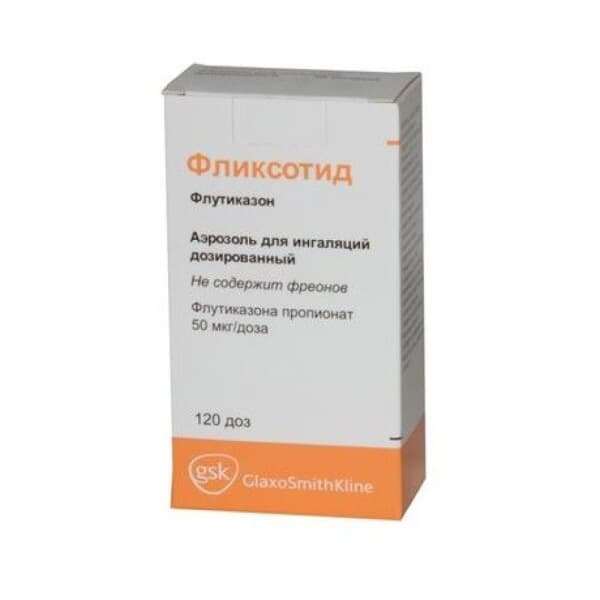 Фликсотид
Флутиказон
Аэрозоль для ингаляций
дозированный
Не содержит фреонов
Флутиказона пропионат
50 мкг/доза
120 доз
gsk
GlaxoSmithKline